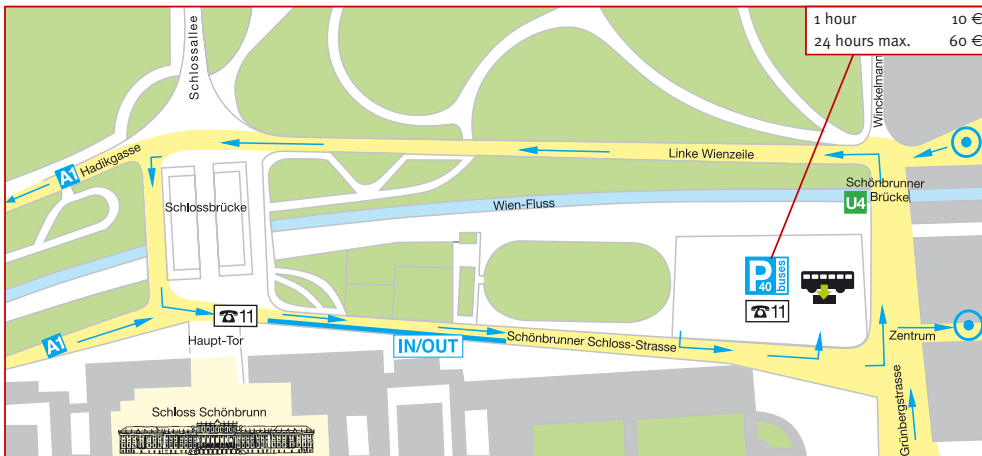 1 hour 10 €
24 hours max. 60 €
Schlossallee
Winckelmann
A1
Hadikgasse
Linke Wienzeile
Schlossbrücke
Wien-Fluss
Schönbrunner
Brücke
U4
P
40
buses
☎11
☎11
A1
Haupt-Tor
IN/OUT
Schönbrunner Schloss-Strasse
Zentrum
Schloss Schönbrunn
Grünbergstrasse